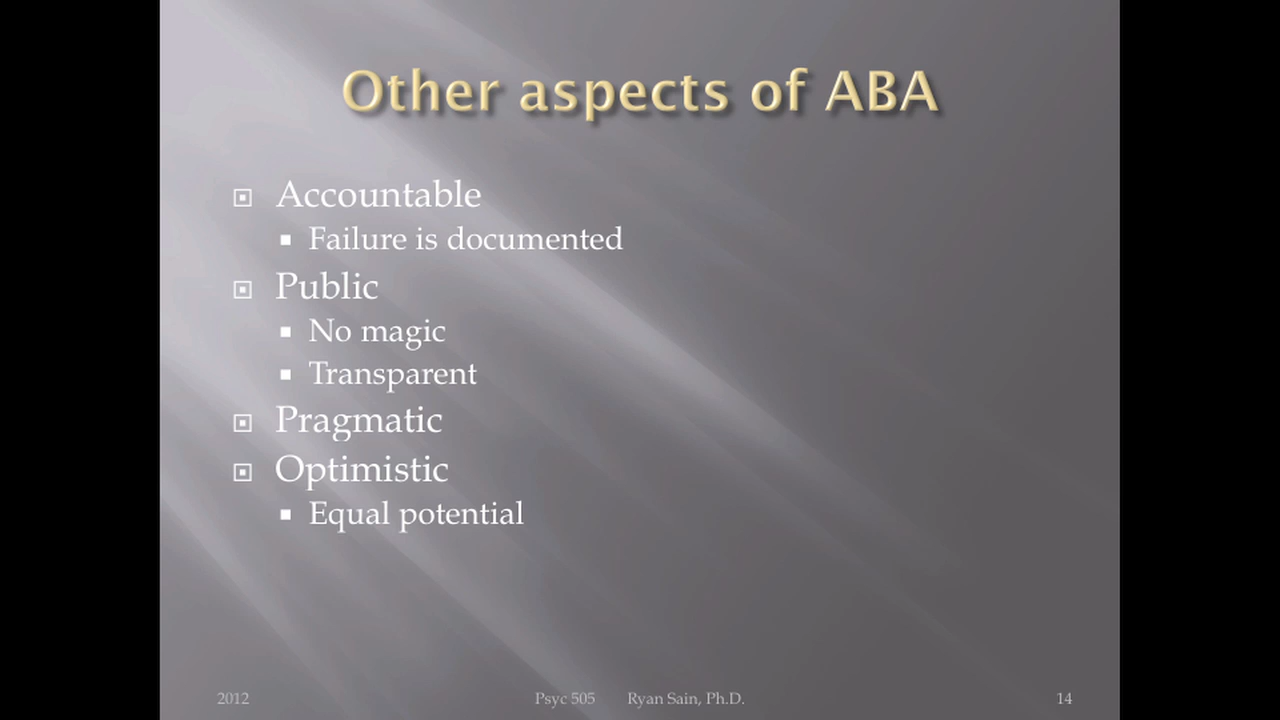 Other aspects of ABA
Accountable
Failure is documented
Public
No magic
Transparent
Pragmatic
Optimistic
Equal potential
2012 Psyc 505 Ryan Sain, Ph.D. 14